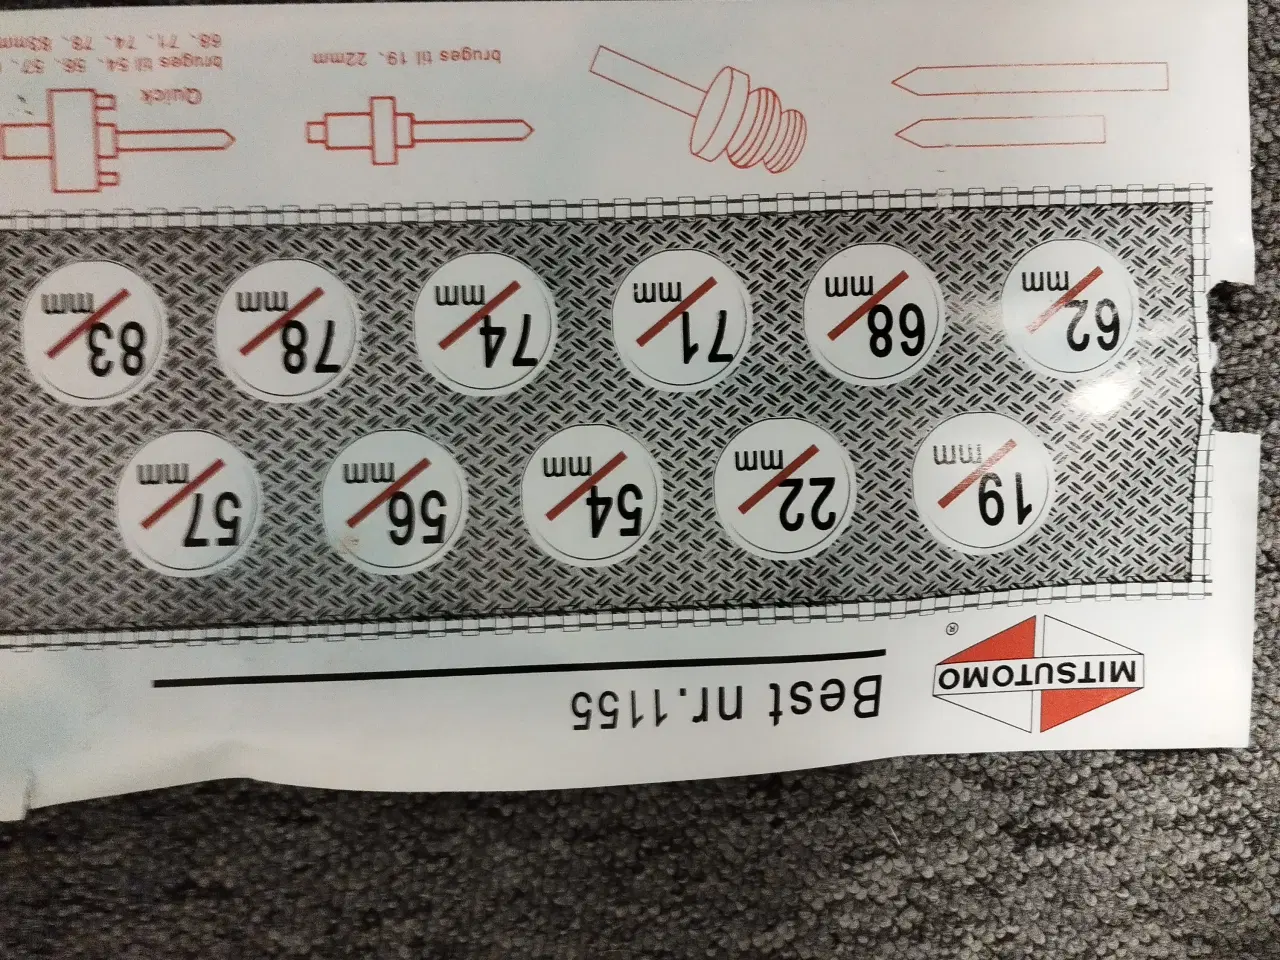 MITSUTOMO
®
Best nr.1155
19 mm
22 mm
54 mm
56 mm
57 mm
62 mm
68 mm
71 mm
74 mm
78 mm
83 mm
bruges til 19, 22mm
Quick
bruges til 54, 56, 57,
68, 71, 74, 78, 83mm